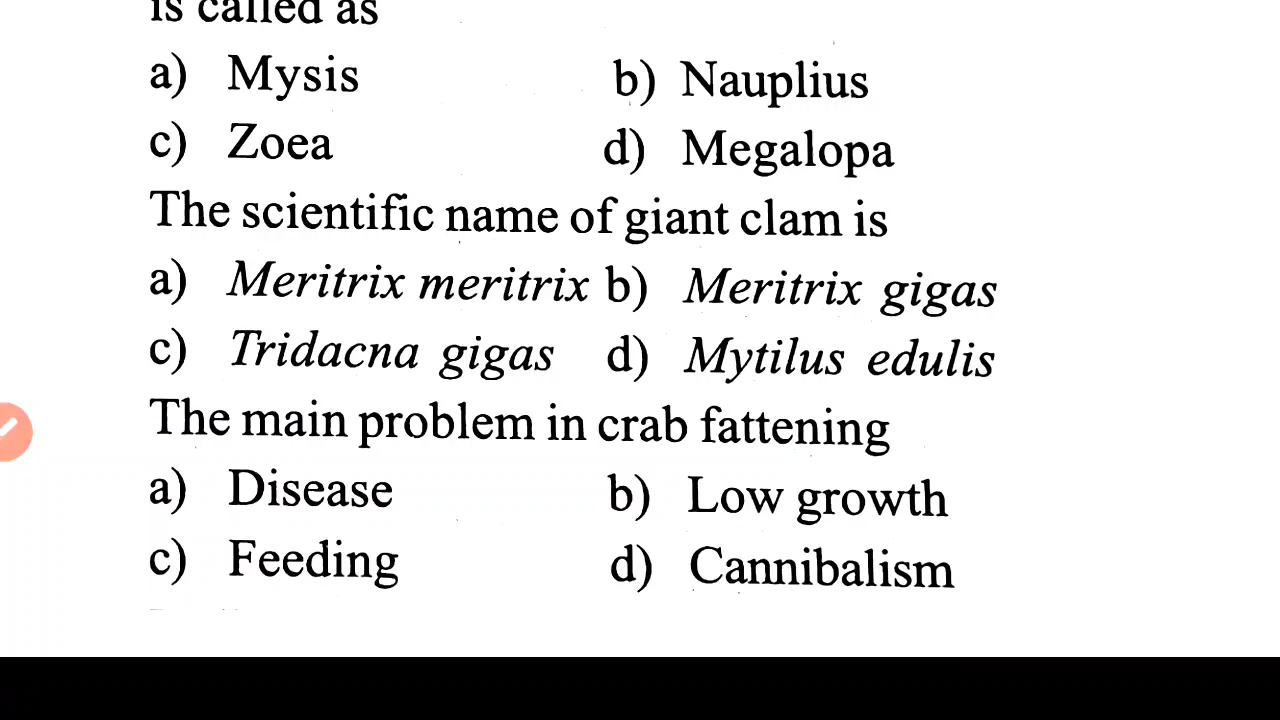 is called as
a) Mysis b) Nauplius
c) Zoea d) Megalopa
The scientific name of giant clam is
a) Meritrix meritrix b) Meritrix gigas
c) Tridacna gigas d) Mytilus edulis
The main problem in crab fattening
a) Disease b) Low growth
c) Feeding d) Cannibalism